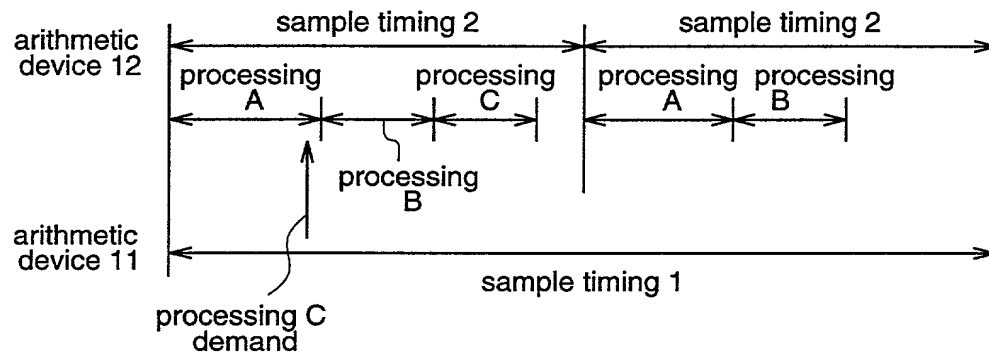 sample timing 2
sample timing 2
arithmetic
device 12
processing
A
processing
C
processing
A
processing
B
processing
B
arithmetic
device 11
sample timing 1
processing C
demand